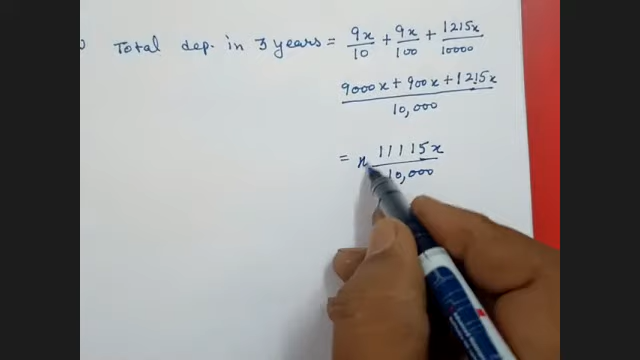 Total dep. in 3 years = 9x/10 + 9x/100 + 1215x/10000
9000x + 900x + 1215x / 10,000
= x 11115x / 10,000